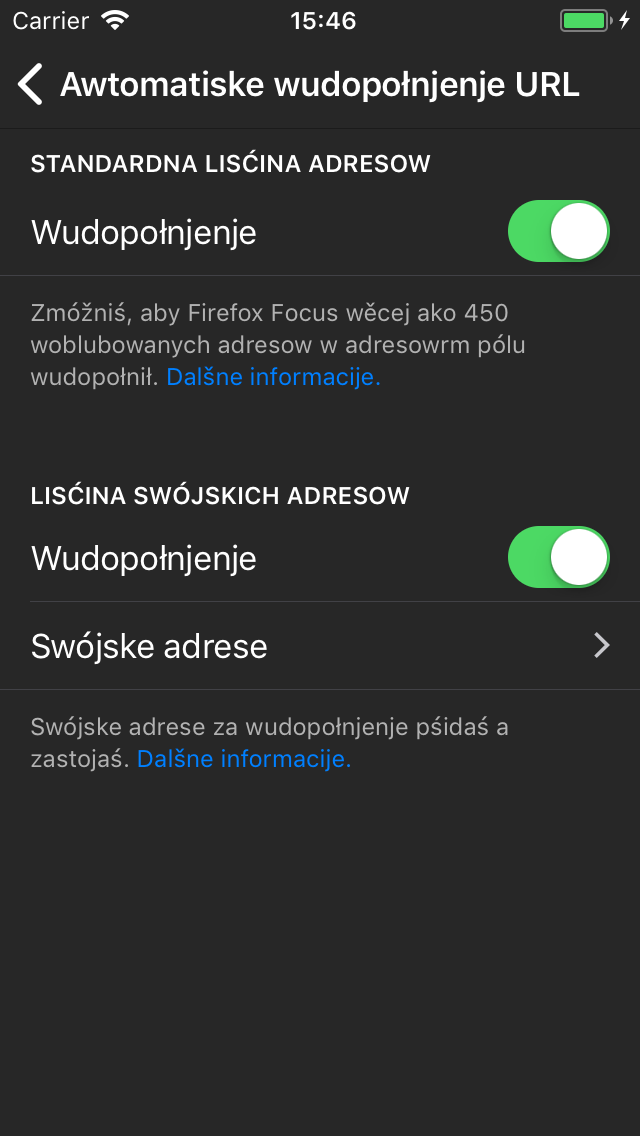 Carrier 15:46
Awtomatiske wudopołnjenje URL
STANDARDNA LISĆINA ADRESOW
Wudopołnjenje
Zmóžniś, aby Firefox Focus wěcej ako 450
woblubowanych adresow w adresowrm pólu
wudopołnił. Dalšne informacije.
LISĆINA SWÓJSKICH ADRESOW
Wudopołnjenje
Swójske adrese
Swójske adrese za wudopołnjenje pśidaś a
zastojaś. Dalšne informacije.